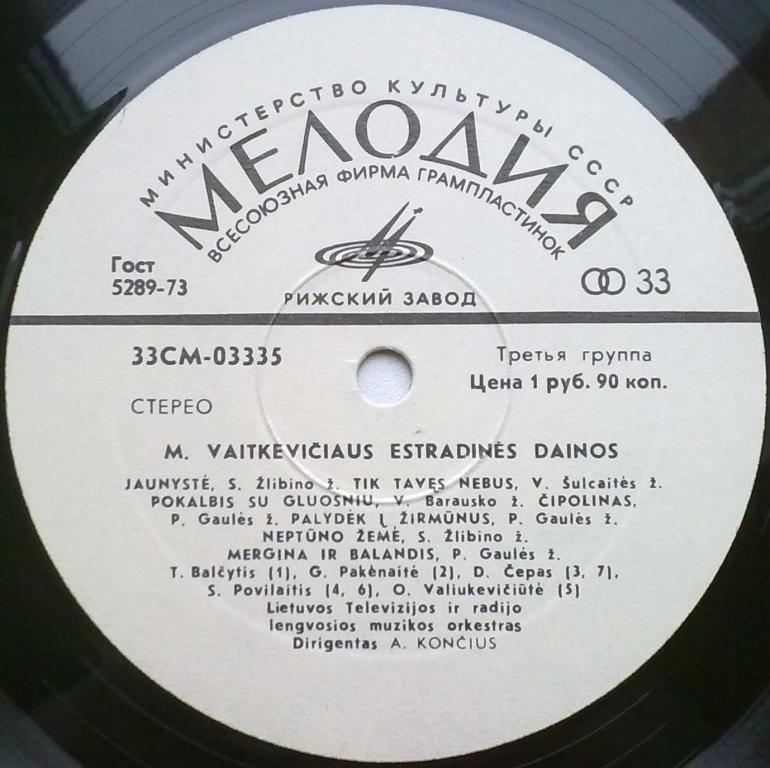 МИНИСТЕРСТВО КУЛЬТУРЫ СССР
МЕЛОДИЯ
ВСЕСОЮЗНАЯ ФИРМА ГРАМПЛАСТИНОК
Гост
5289-73
РИЖСКИЙ ЗАВОД
33
33СМ-03335
Третья группа
Цена 1 руб. 90 коп.
СТЕРЕО
M. VAITKEVIČIAUS ESTRADINĖS DAINOS
JAUNYSTĖ, S. Žlibino ž. TIK TAVĘS NEBUS, V. Šulcaitės ž.
POKALBIS SU GLUOSNIU, V. Barausko ž. ČIPOLINAS,
P. Gaulės ž. PALYDĖK Į ŽIRMŪNUS, P. Gaulės ž.
NEPTŪNO ŽEMĖ, S. Žlibino ž.
MERGINA IR BALANDIS, P. Gaulės ž.
T. Balčytis (1), G. Pakėnaitė (2), D. Čepas (3, 7),
S. Povilaitis (4, 6), O. Valiukevičiūtė (5)
Lietuvos Televizijos ir radijo
lengvosios muzikos orkestras
Dirigentas A. KONČIUS